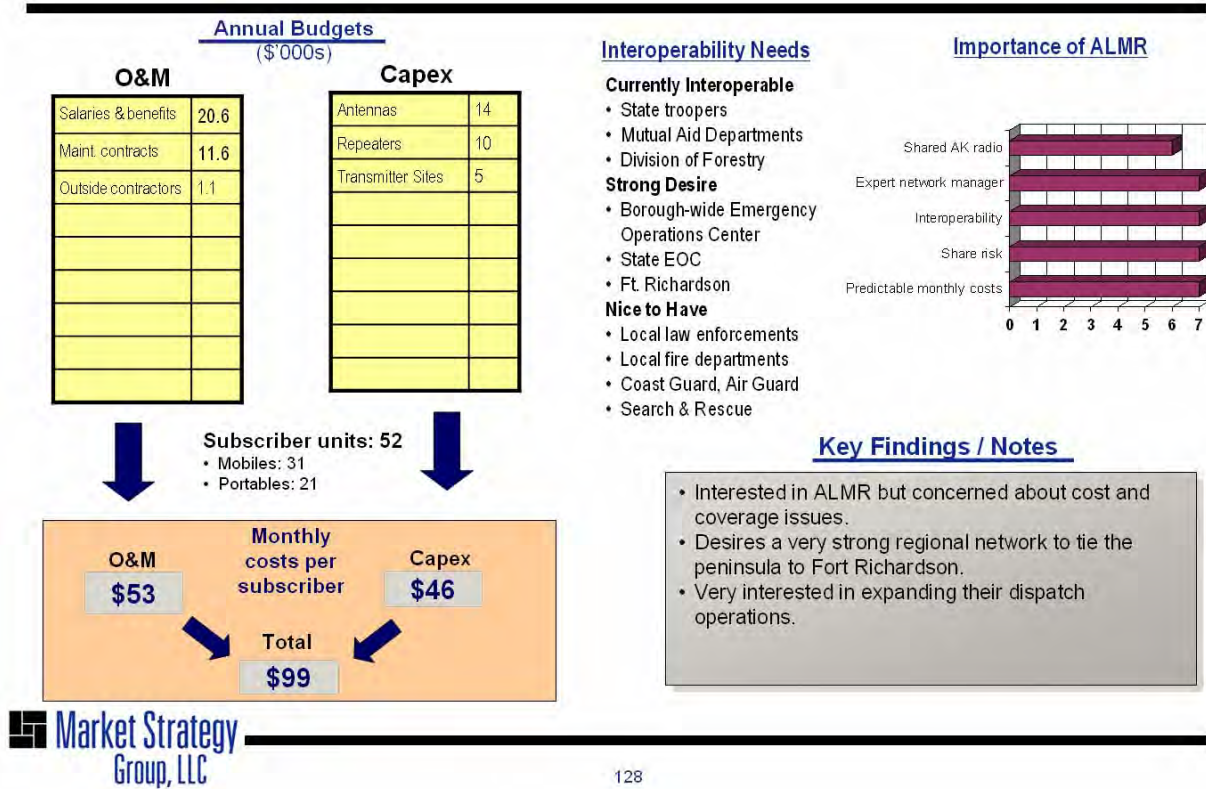 Annual Budgets
($'000s)
O&M
Salaries & benefits 20.6
Maint. contracts 11.6
Outside contractors 1.1
Capex
Antennas 14
Repeaters 10
Transmitter Sites 5
Subscriber units: 52
• Mobiles: 31
• Portables: 21
Monthly
costs per
subscriber
O&M
$53
Capex
$46
Total
$99
Interoperability Needs
Currently Interoperable
• State troopers
• Mutual Aid Departments
• Division of Forestry
Strong Desire
• Borough-wide Emergency
Operations Center
• State EOC
• Ft. Richardson
Nice to Have
• Local law enforcements
• Local fire departments
• Coast Guard, Air Guard
• Search & Rescue
Importance of ALMR
Shared AK radio
Expert network manager
Interoperability
Share risk
Predictable monthly costs
0 1 2 3 4 5 6 7
Key Findings / Notes
• Interested in ALMR but concerned about cost and
coverage issues.
• Desires a very strong regional network to tie the
peninsula to Fort Richardson.
• Very interested in expanding their dispatch
operations.
Market Strategy
Group, LLC
128